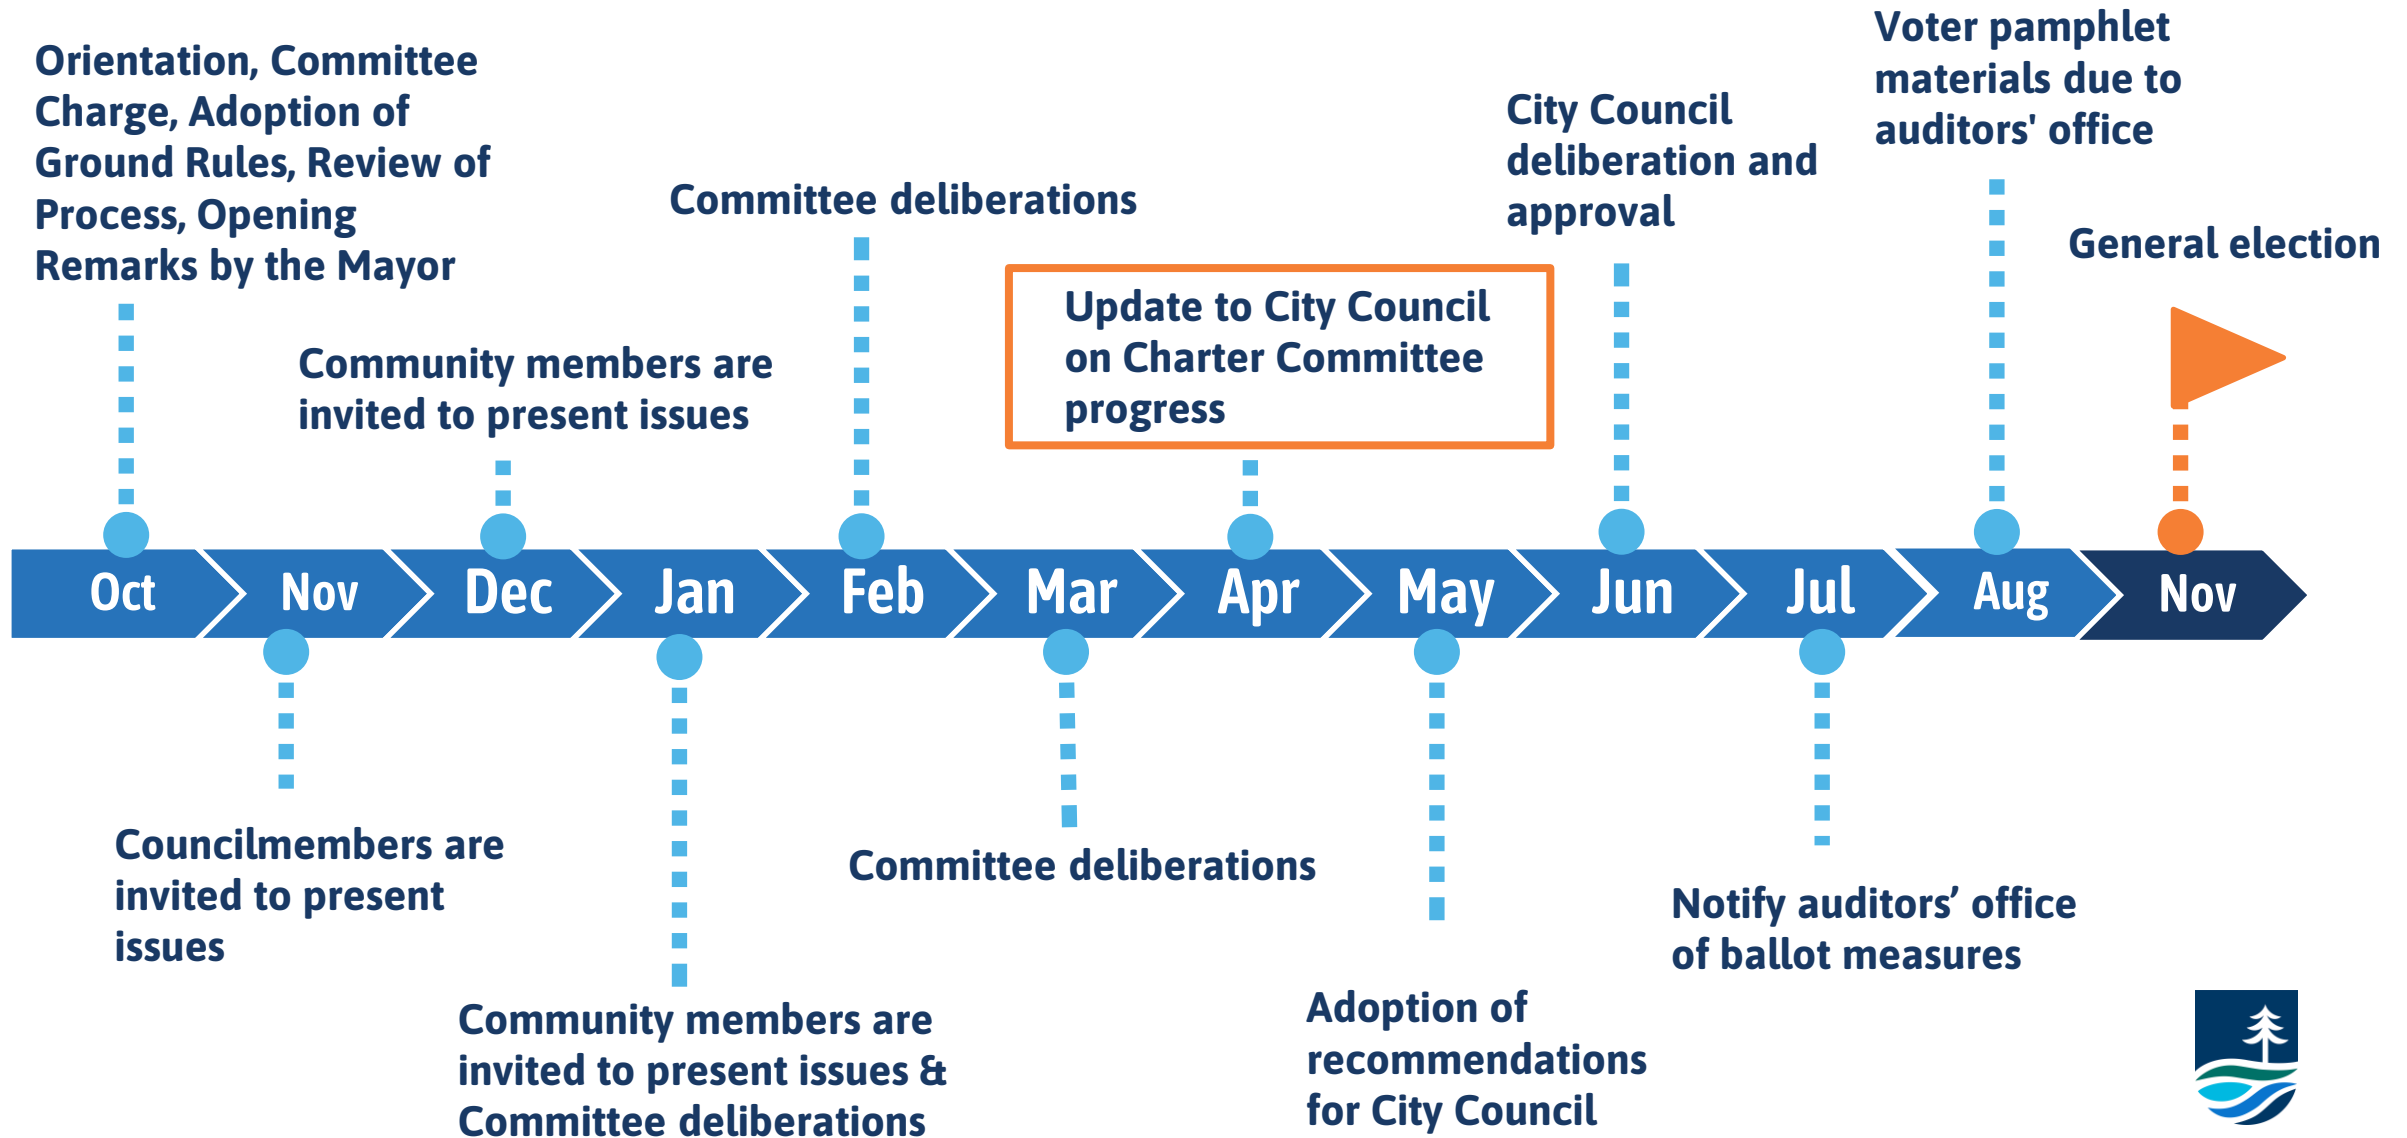 Orientation, Committee
Charge, Adoption of
Ground Rules, Review of
Process, Opening
Remarks by the Mayor
Community members are
invited to present issues
Committee deliberations
Update to City Council
on Charter Committee
progress
City Council
deliberation and
approval
Voter pamphlet
materials due to
auditors' office
General election
Oct
Nov
Dec
Jan
Feb
Mar
Apr
May
Jun
Jul
Aug
Nov
Councilmembers are
invited to present
issues
Community members are
invited to present issues &
Committee deliberations
Committee deliberations
Adoption of
recommendations
for City Council
Notify auditors’ office
of ballot measures